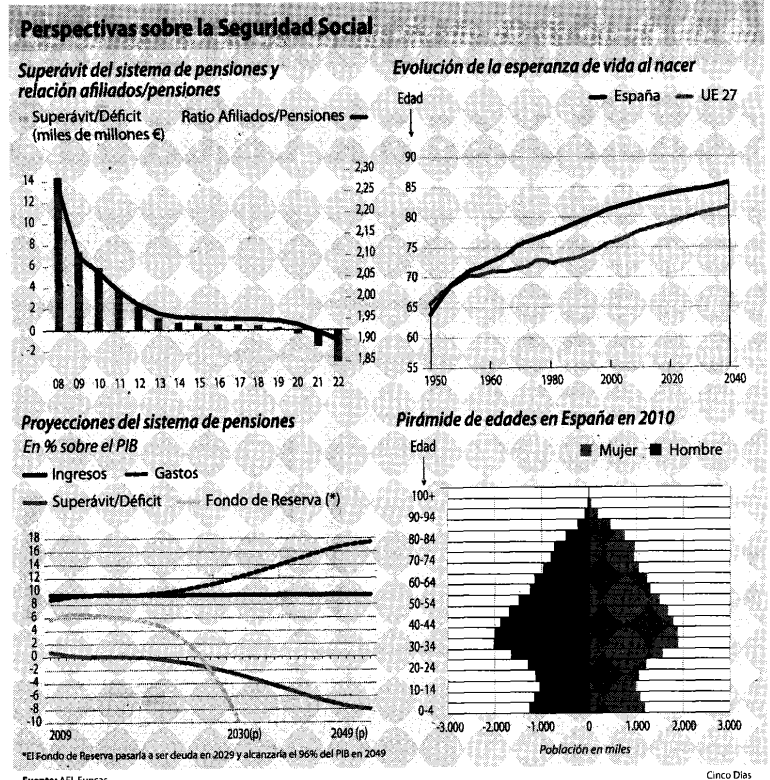 Perspectivas sobre la Seguridad Social
Superávit del sistema de pensiones y
relación afiliados/pensiones
Superávit/Déficit
(miles de millones €)
Ratio Afiliados/Pensiones
14
12
10
8
6
4
2
0
-2
2,30
2,25
2,20
2,15
2,10
2,05
2,00
1,95
1,90
1,85
08 09 10 11 12 13 14 15 16 17 18 19 20 21 22
Evolución de la esperanza de vida al nacer
Edad
España UE 27
90
85
80
75
70
65
60
55
1950 1960 1980 2000 2020 2040
Proyecciones del sistema de pensiones
En % sobre el PIB
Ingresos Gastos
Superávit/Déficit Fondo de Reserva (*)
18
16
14
12
10
8
6
4
2
0
-2
-4
-6
-8
-10
2009 2030(p) 2049 (p)
*El Fondo de Reserva pasaría a ser deuda en 2029 y alcanzaría el 96% del PIB en 2049
Pirámide de edades en España en 2010
Edad
Mujer Hombre
100+
90-94
80-84
70-74
60-64
50-54
40-44
30-34
20-24
10-14
0-4
-3.000 -2.000 -1.000 0 1.000 2.000 3.000
Población en miles
Cinco Días